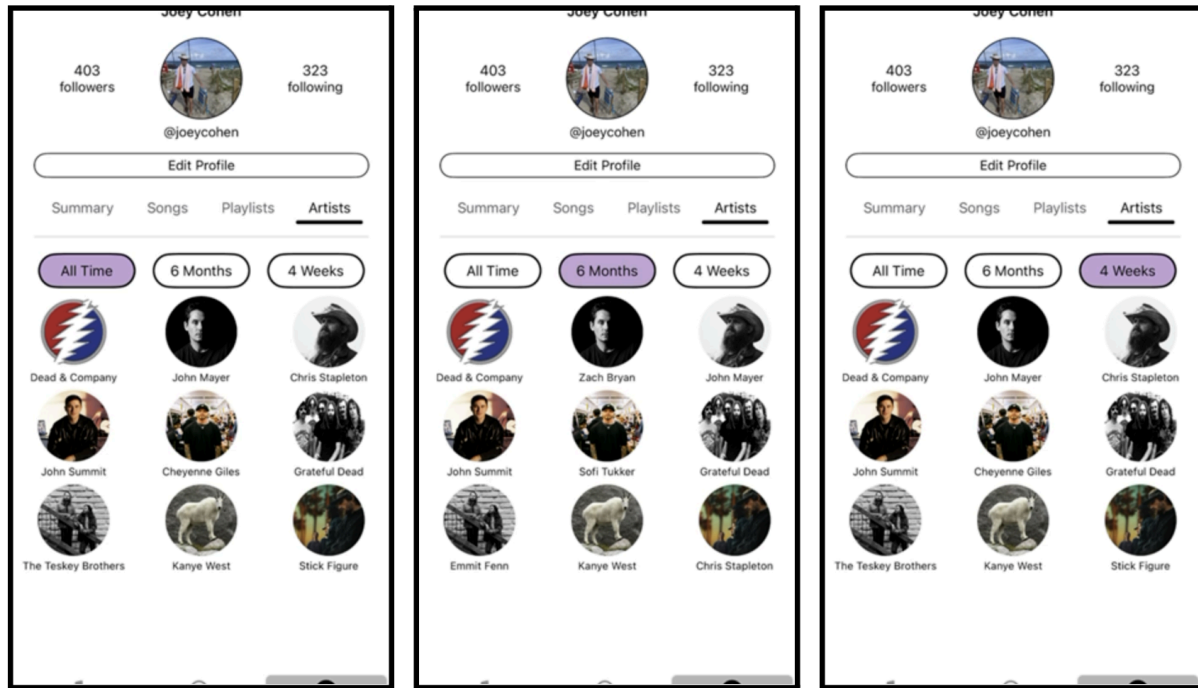 Joey Cohen
403
followers
323
following
@joeycohen
Edit Profile
Summary Songs Playlists Artists
All Time 6 Months 4 Weeks
Dead & Company John Mayer Chris Stapleton
John Summit Cheyenne Giles Grateful Dead
The Teskey Brothers Kanye West Stick Figure
Joey Cohen
403
followers
323
following
@joeycohen
Edit Profile
Summary Songs Playlists Artists
All Time 6 Months 4 Weeks
Dead & Company Zach Bryan John Mayer
John Summit Sofi Tukker Grateful Dead
Emmit Fenn Kanye West Chris Stapleton
Joey Cohen
403
followers
323
following
@joeycohen
Edit Profile
Summary Songs Playlists Artists
All Time 6 Months 4 Weeks
Dead & Company John Mayer Chris Stapleton
John Summit Cheyenne Giles Grateful Dead
The Teskey Brothers Kanye West Stick Figure